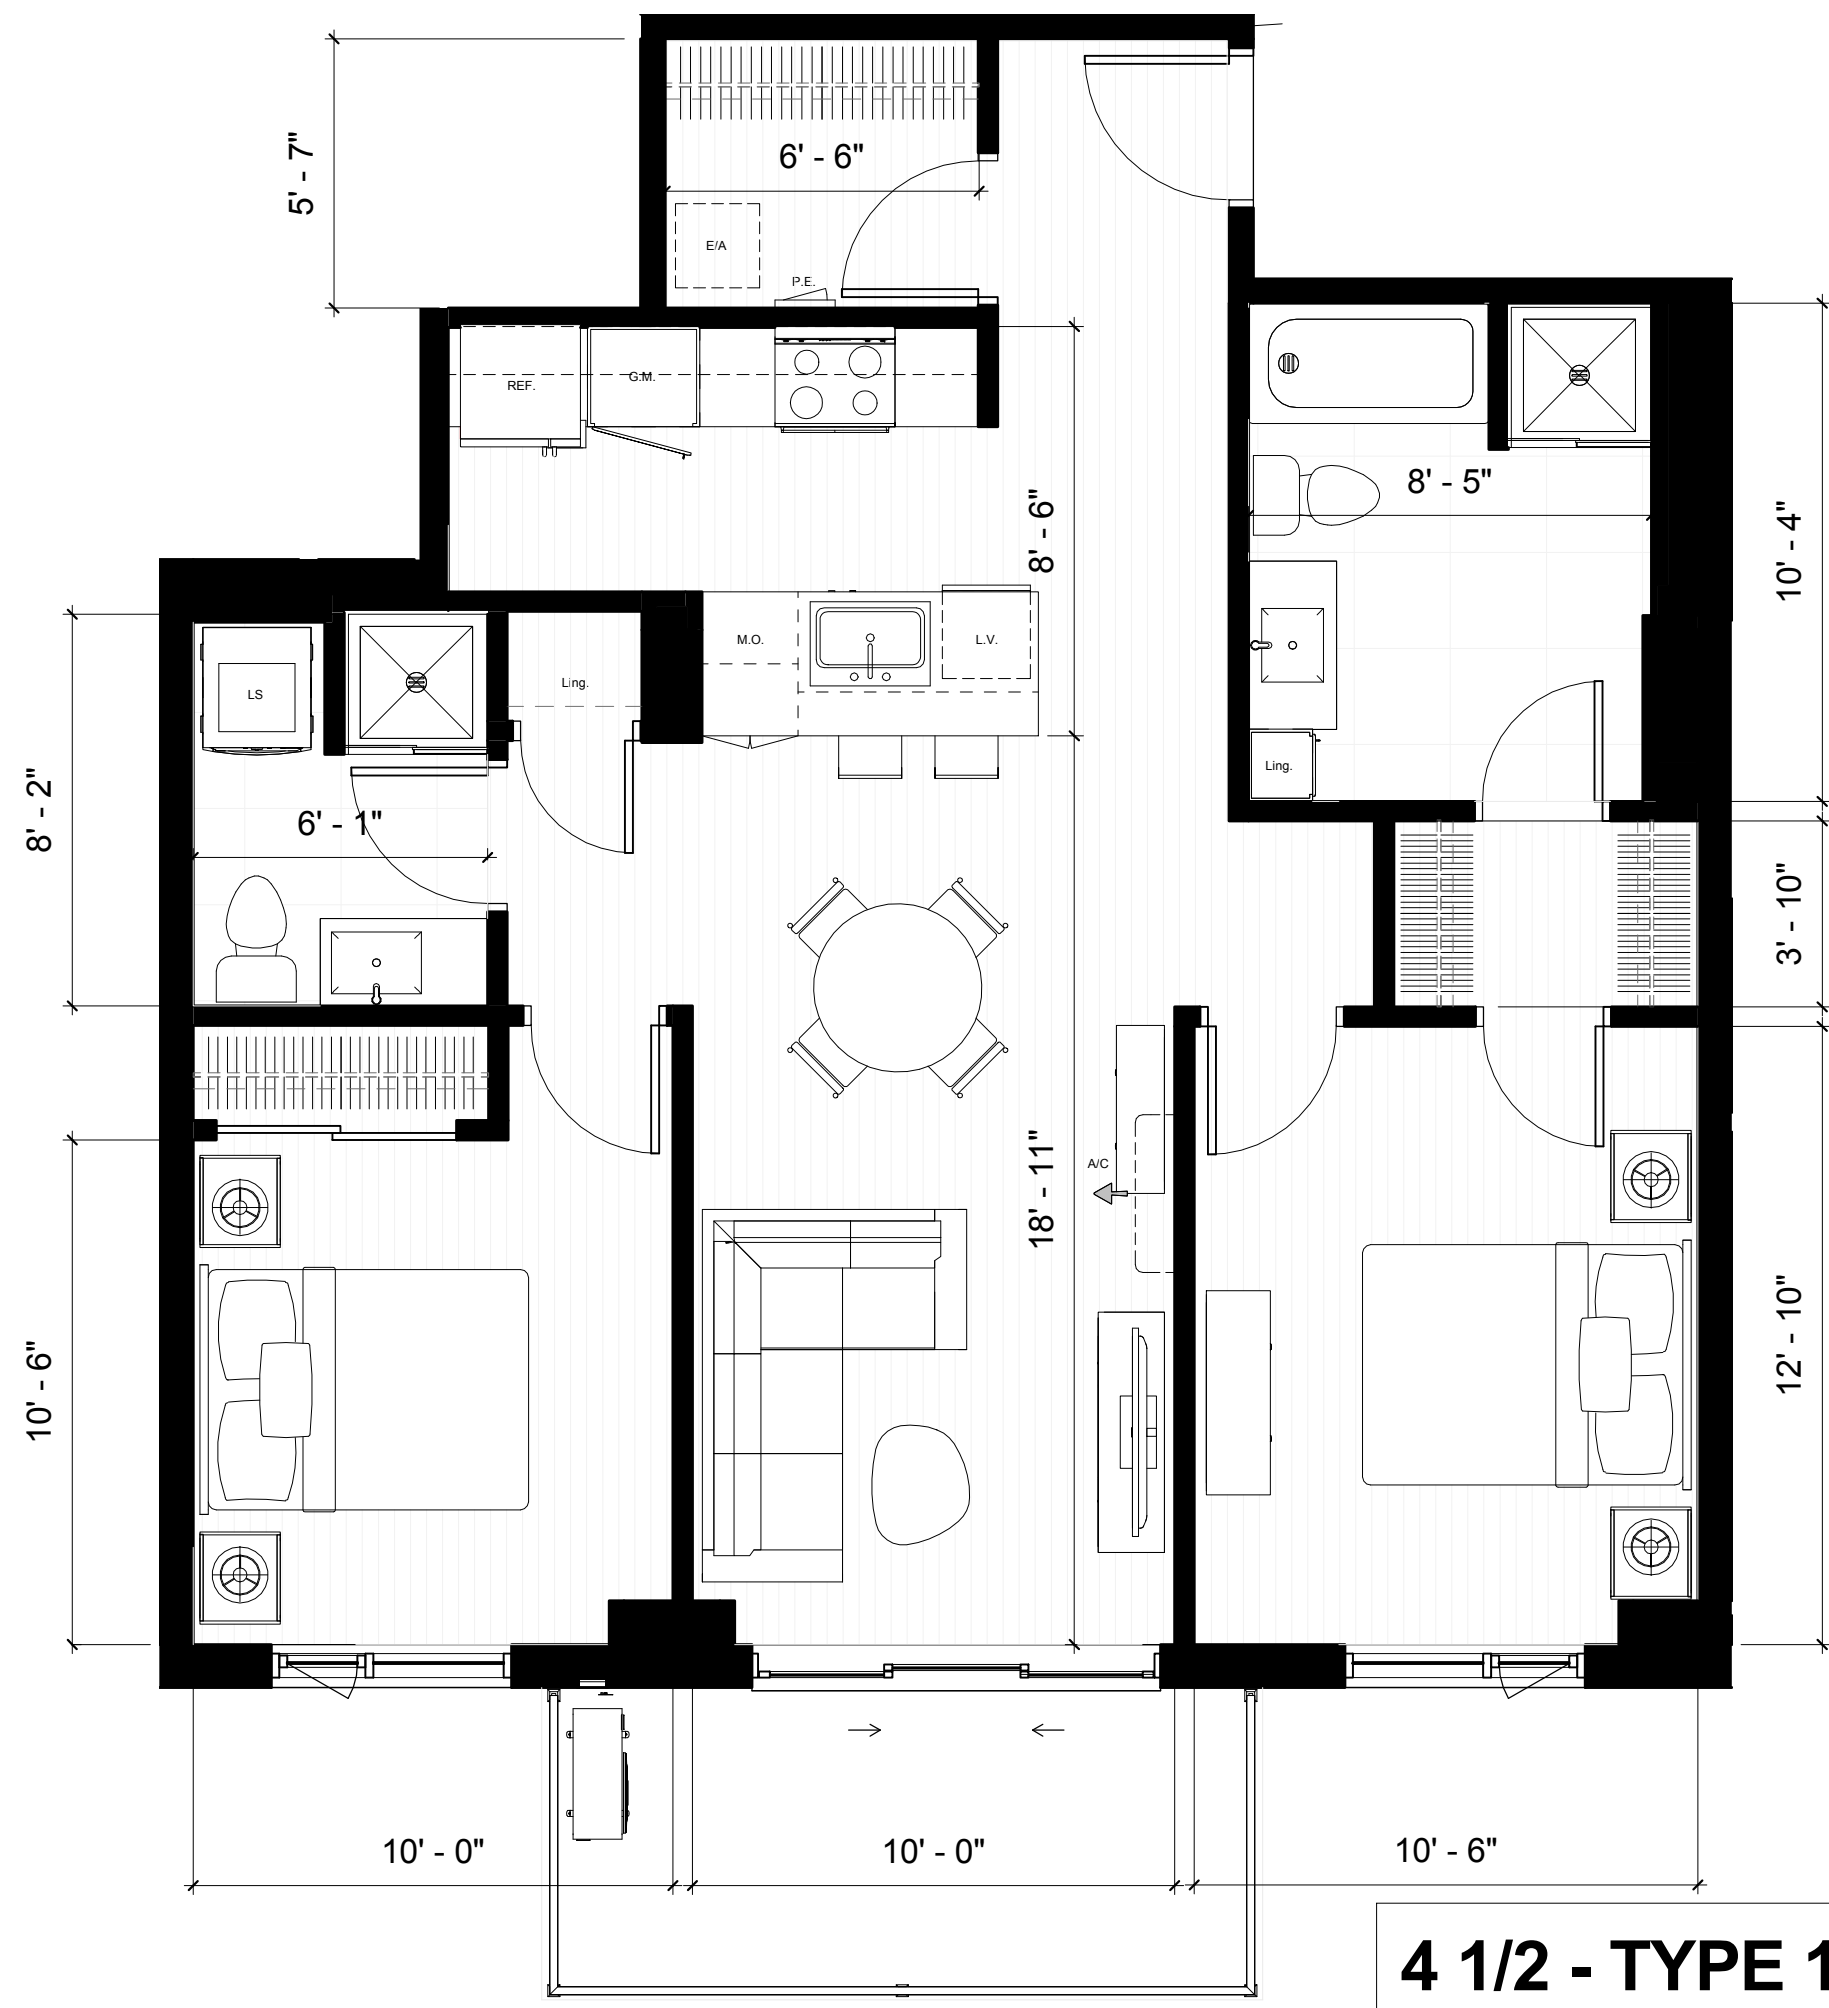 5' - 7"
6' - 6"
E/A
P.E.
REF.
G.M.
8' - 6"
8' - 5"
10' - 4"
M.O.
L.V.
Ling.
LS
8' - 2"
6' - 1"
Ling.
3' - 10"
A/C
18' - 11"
10' - 6"
12' - 10"
10' - 0"
10' - 0"
10' - 6"
4 1/2 - TYPE 1